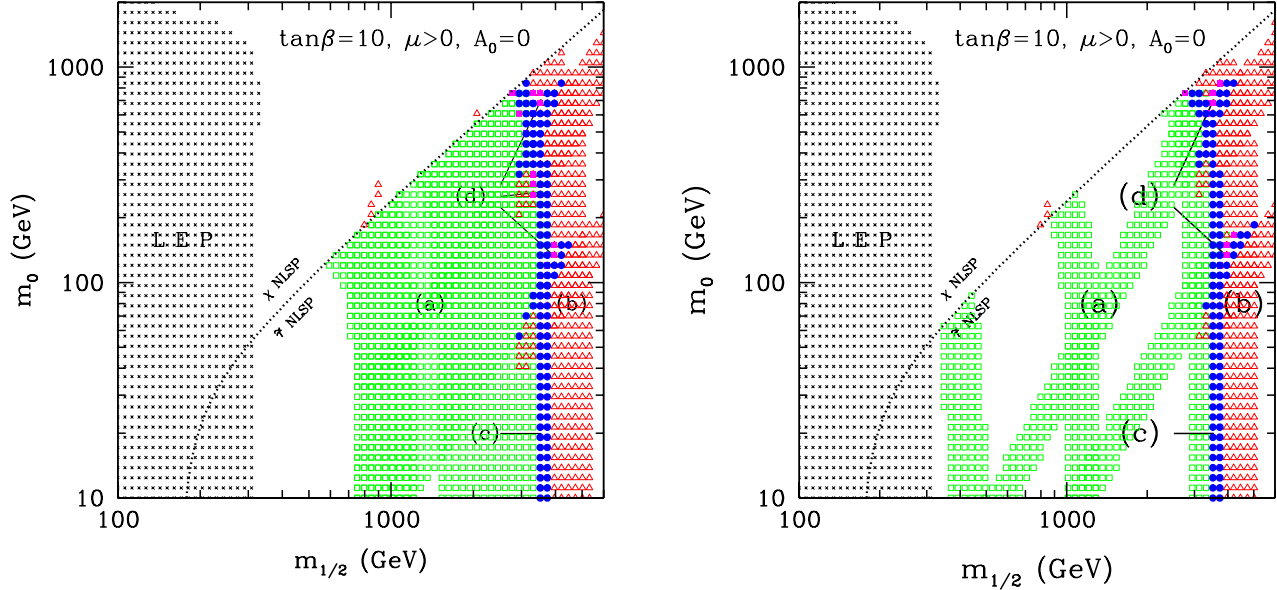 tanβ=10, μ>0, A₀=0
1000
100
10
m₀ (GeV)
L E P
χ NLSP
τ̃ NLSP
(a)
(b)
(c)
(d)
100
1000
m₁/₂ (GeV)
tanβ=10, μ>0, A₀=0
1000
100
10
m₀ (GeV)
L E P
χ NLSP
τ̃ NLSP
(a)
(b)
(c)
(d)
100
1000
m₁/₂ (GeV)